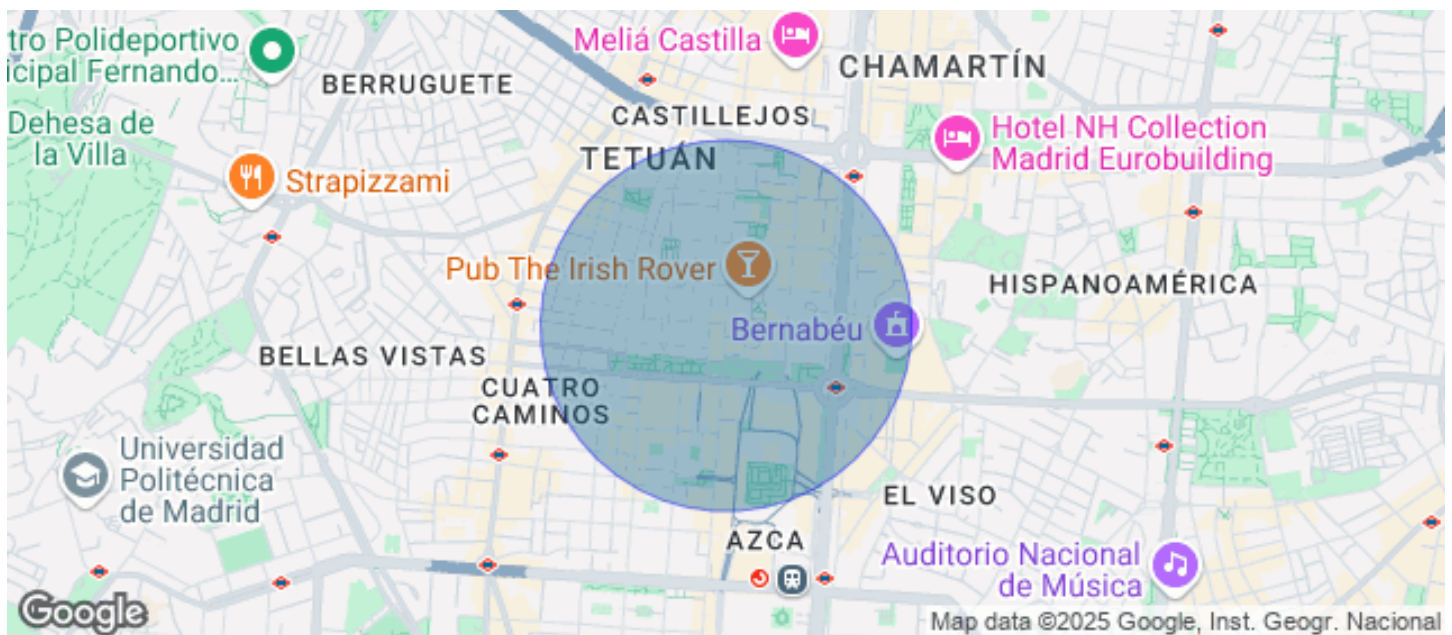 tro Polideportivo
icipal Fernando...
Meliá Castilla
CHAMARTÍN
BERRUGUETE
CASTILLEJOS
Dehesa de
la Villa
Hotel NH Collection
Madrid Eurobuilding
TETUÁN
Strapizzami
Pub The Irish Rover
HISPANOAMÉRICA
Bernabéu
BELLAS VISTAS
CUATRO
CAMINOS
Universidad
Politécnica
de Madrid
EL VISO
AZCA
Auditorio Nacional
de Música
Google
Map data ©2025 Google, Inst. Geogr. Nacional